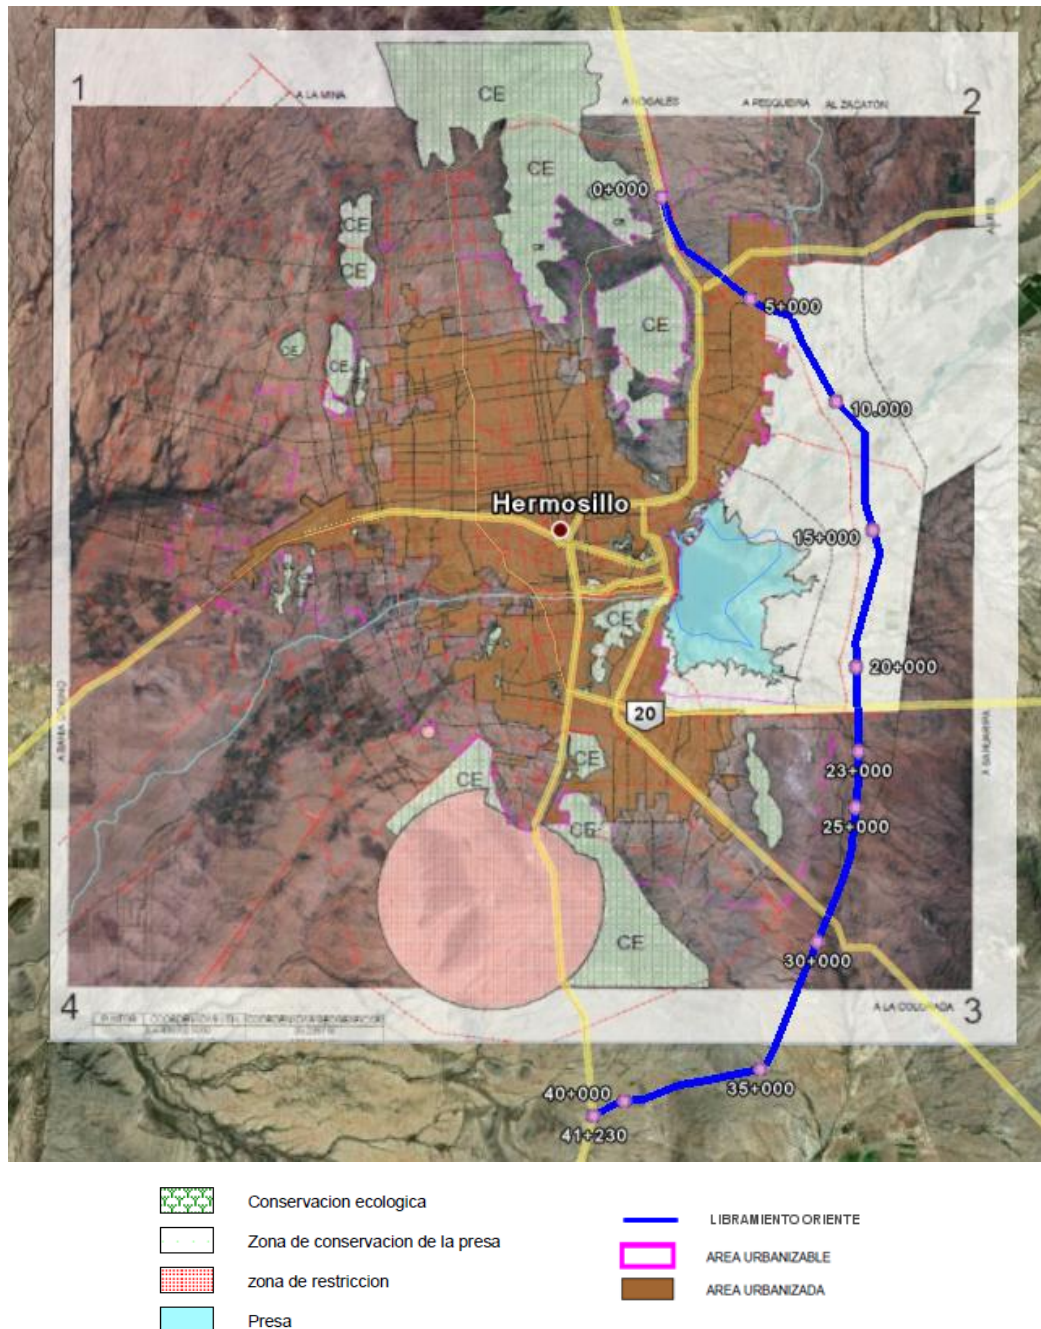 1
A LA MINA
CE
A NOGALES
A PESQUEIRA
AL ZACATÓN
2
CE
0+000
CE
CE
5+000
CE
CE
CE
10.000
Hermosillo
15+000
CE
20+000
20
CE
CE
23+000
CE
25+000
CE
30+000
4
A LA COLORADA
3
35+000
40+000
41+230
Conservacion ecologica
Zona de conservacion de la presa
zona de restriccion
Presa
LIBRAMIENTO ORIENTE
AREA URBANIZABLE
AREA URBANIZADA